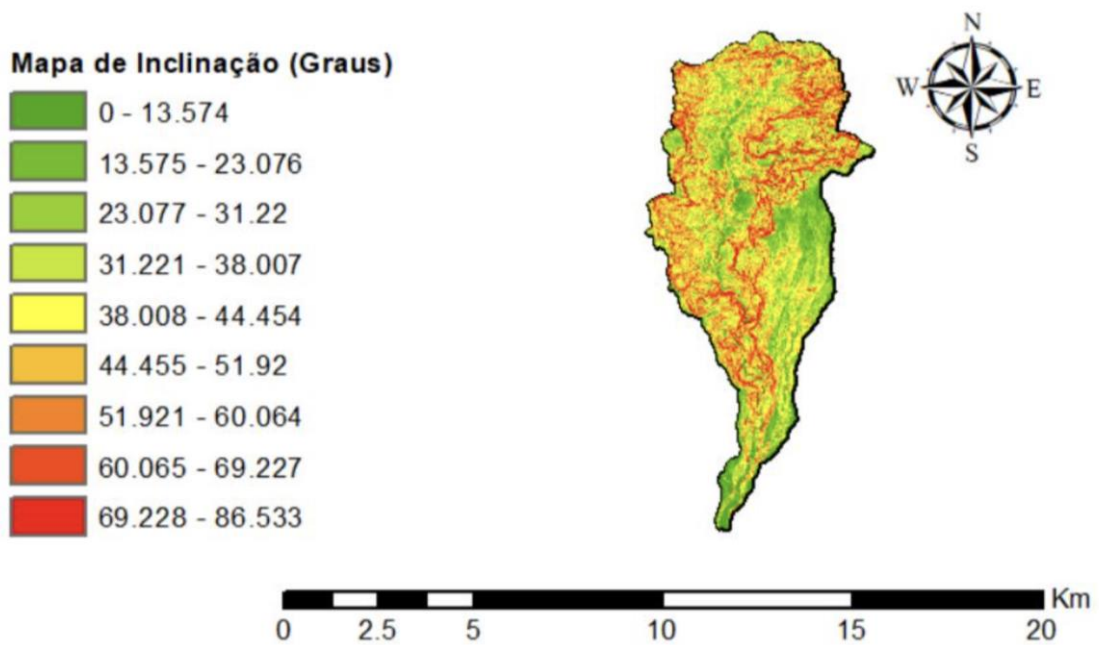 Mapa de Inclinação (Graus)
0 - 13.574
13.575 - 23.076
23.077 - 31.22
31.221 - 38.007
38.008 - 44.454
44.455 - 51.92
51.921 - 60.064
60.065 - 69.227
69.228 - 86.533
N
W E
S
Km
0 2.5 5 10 15 20